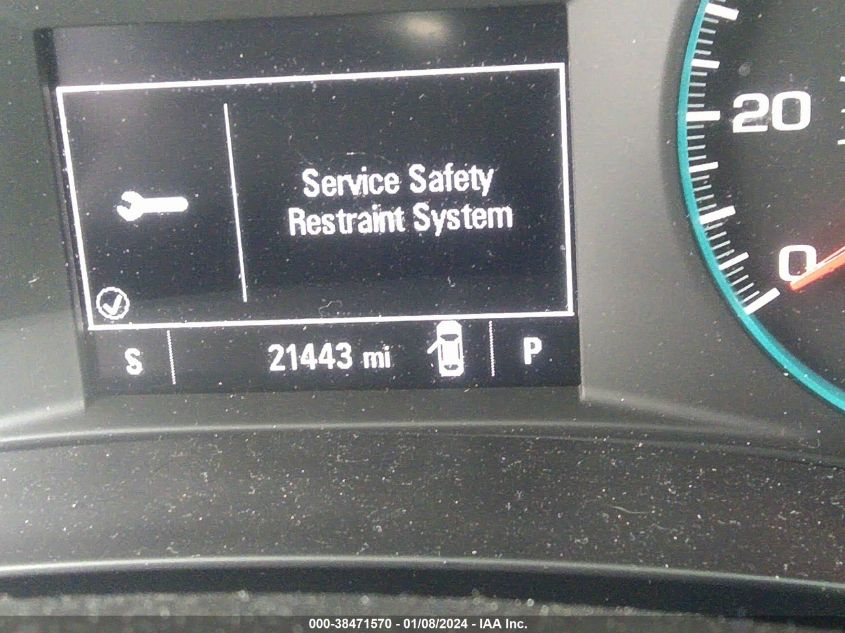 Service Safety
Restraint System
S 21443 mi P
20
0
000-38471570 - 01/08/2024 - IAA Inc.